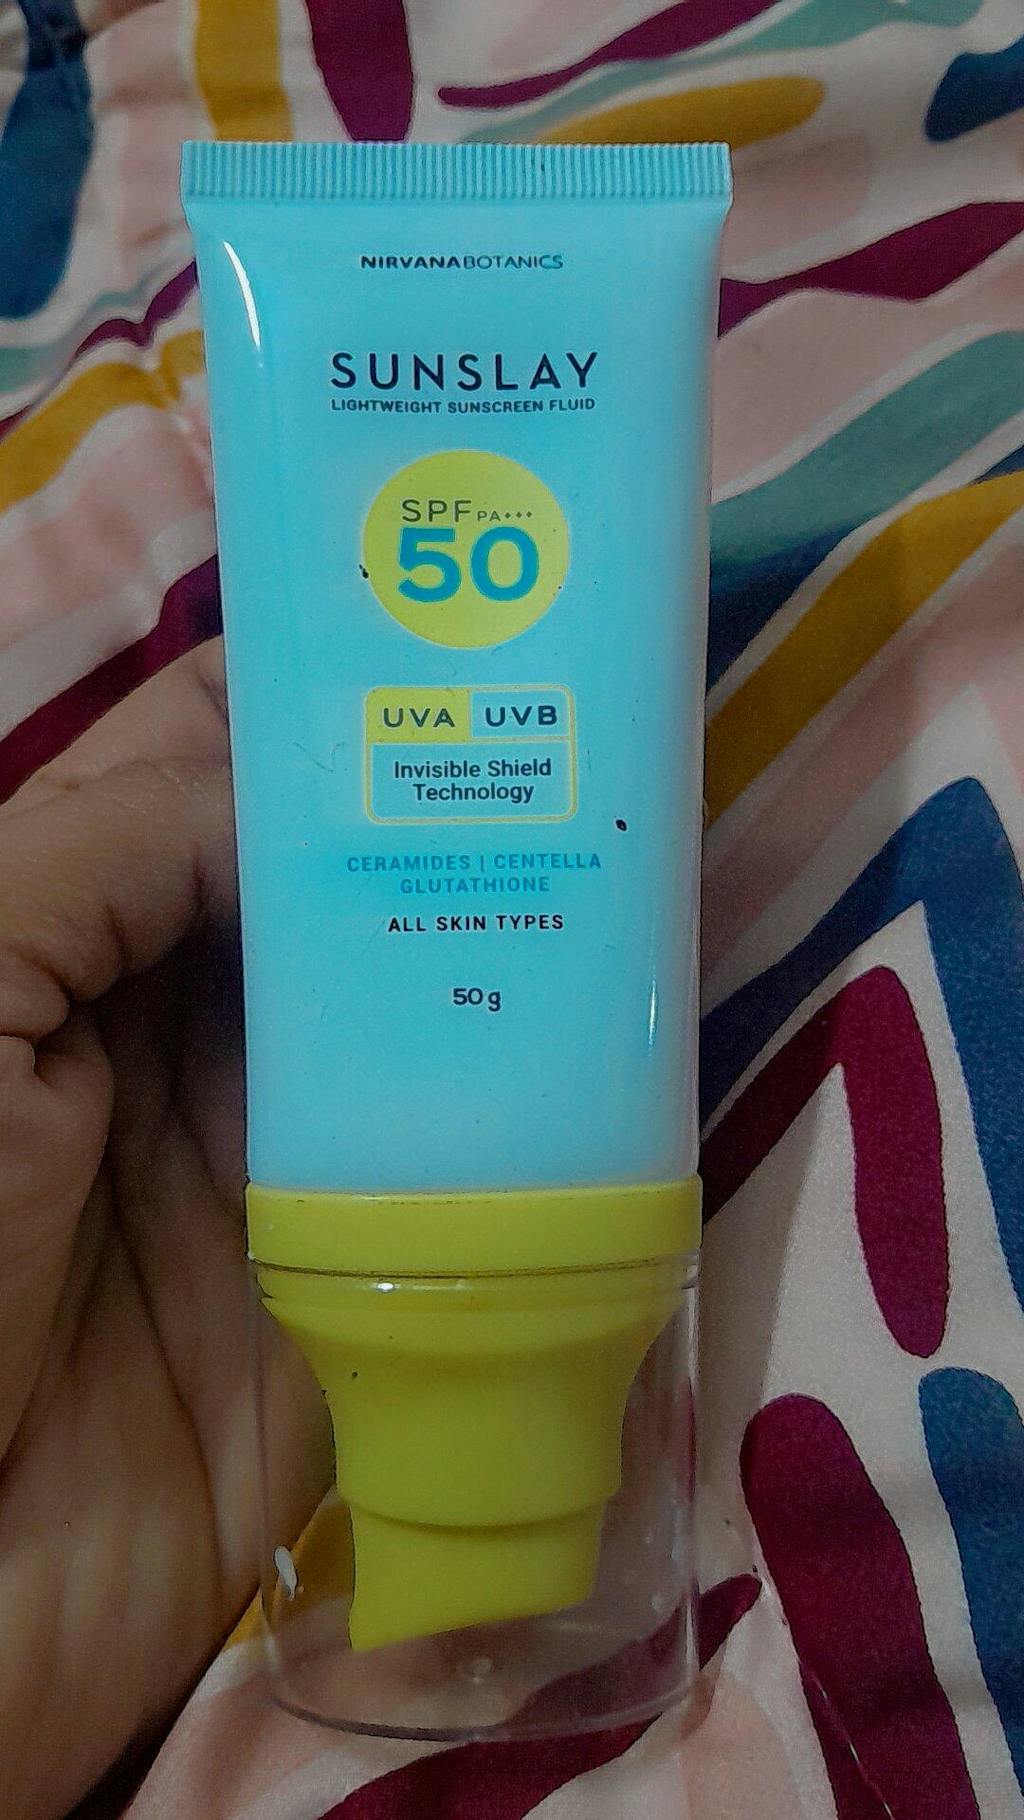 NIRVANABOTANICS
SUNSLAY
LIGHTWEIGHT SUNSCREEN FLUID
SPF PA+++
50
UVA UVB
Invisible Shield
Technology
CERAMIDES | CENTELLA
GLUTATHIONE
ALL SKIN TYPES
50 g